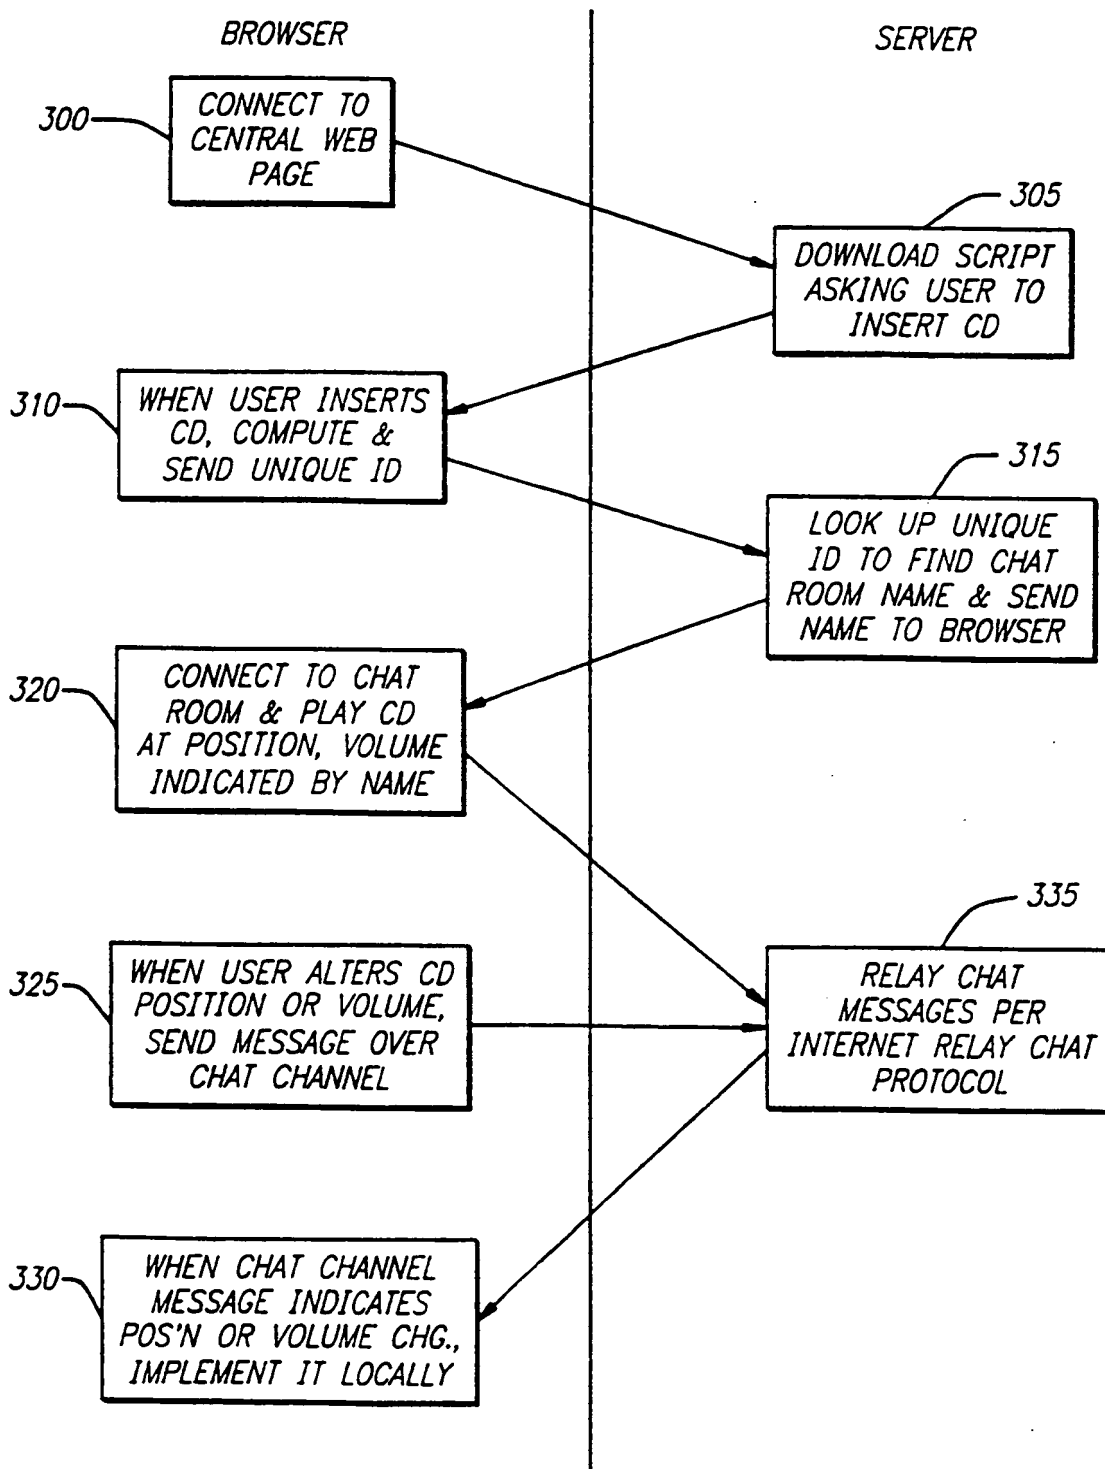 BROWSER
SERVER
300
CONNECT TO
CENTRAL WEB
PAGE
305
DOWNLOAD SCRIPT
ASKING USER TO
INSERT CD
310
WHEN USER INSERTS
CD, COMPUTE &
SEND UNIQUE ID
315
LOOK UP UNIQUE
ID TO FIND CHAT
ROOM NAME & SEND
NAME TO BROWSER
320
CONNECT TO CHAT
ROOM & PLAY CD
AT POSITION, VOLUME
INDICATED BY NAME
325
WHEN USER ALTERS CD
POSITION OR VOLUME,
SEND MESSAGE OVER
CHAT CHANNEL
335
RELAY CHAT
MESSAGES PER
INTERNET RELAY CHAT
PROTOCOL
330
WHEN CHAT CHANNEL
MESSAGE INDICATES
POS'N OR VOLUME CHG.,
IMPLEMENT IT LOCALLY